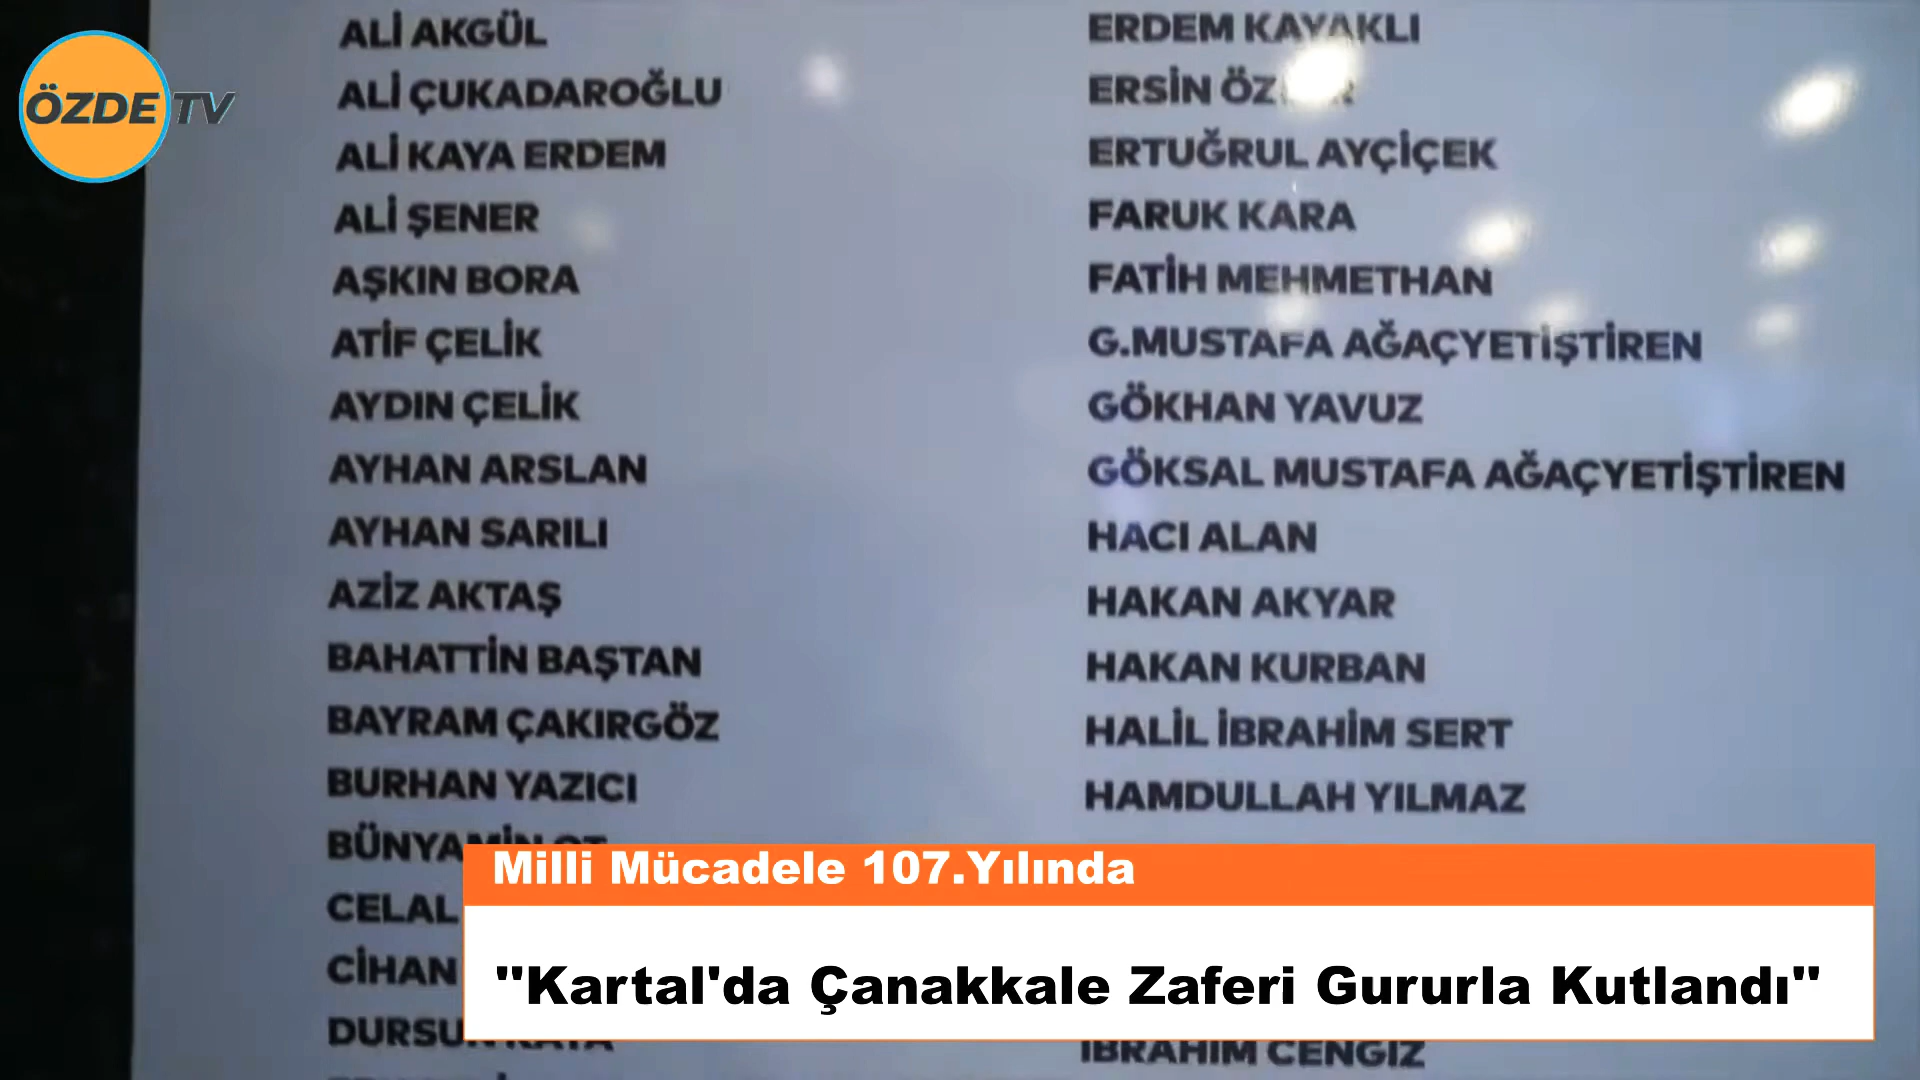 ÖZDE TV
ALİ AKGÜL
ALİ ÇUKADAROĞLU
ALİ KAYA ERDEM
ALİ ŞENER
AŞKIN BORA
ATİF ÇELİK
AYDIN ÇELİK
AYHAN ARSLAN
AYHAN SARILI
AZİZ AKTAŞ
BAHATTİN BAŞTAN
BAYRAM ÇAKIRGÖZ
BURHAN YAZICI
CELAL
CİHAN
ERDEM KAYAKLI
ERSİN
ERTUĞRUL AYÇİÇEK
FARUK KARA
FATİH MEHMETHAN
G.MUSTAFA AĞAÇYETİŞTİREN
GÖKHAN YAVUZ
GÖKSAL MUSTAFA AĞAÇYETİŞTİREN
HACI ALAN
HAKAN AKYAR
HAKAN KURBAN
HALİL İBRAHİM SERT
HAMDULLAH YILMAZ
İBRAHİM CENGİZ
Milli Mücadele 107.Yılında
"Kartal'da Çanakkale Zaferi Gururla Kutlandı"